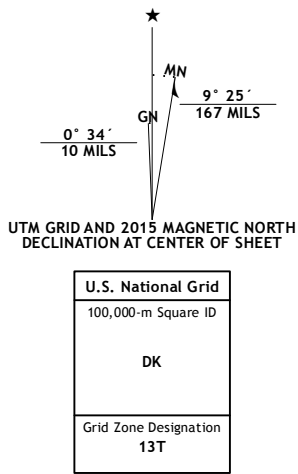 ★
MN
GN
9° 25´
167 MILS
0° 34´
10 MILS
UTM GRID AND 2015 MAGNETIC NORTH
DECLINATION AT CENTER OF SHEET
U.S. National Grid
100,000-m Square ID
DK
Grid Zone Designation
13T